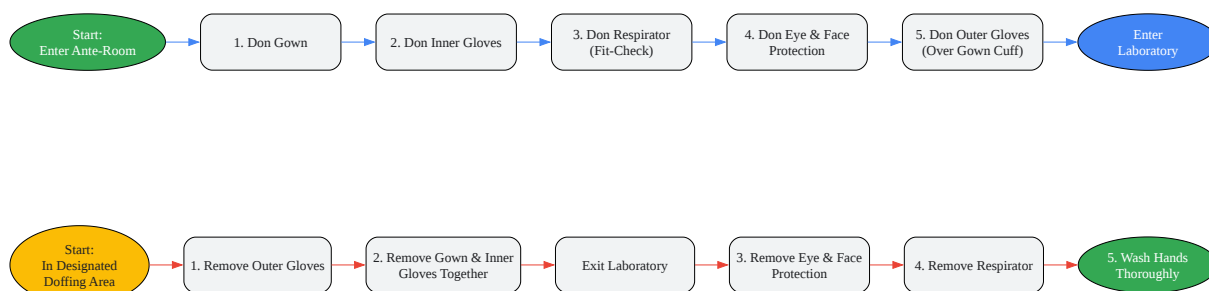 Start:
Enter Ante-Room
1. Don Gown
2. Don Inner Gloves
3. Don Respirator
(Fit-Check)
4. Don Eye & Face
Protection
5. Don Outer Gloves
(Over Gown Cuff)
Enter
Laboratory
Start:
In Designated
Doffing Area
1. Remove Outer Gloves
2. Remove Gown & Inner
Gloves Together
Exit Laboratory
3. Remove Eye & Face
Protection
4. Remove Respirator
5. Wash Hands
Thoroughly